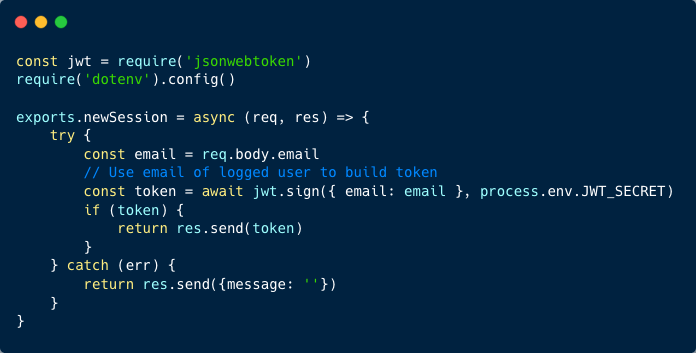 const jwt = require('jsonwebtoken')
require('dotenv').config()

exports.newSession = async (req, res) => {
    try {
        const email = req.body.email
        // Use email of logged user to build token
        const token = await jwt.sign({ email: email }, process.env.JWT_SECRET)
        if (token) {
            return res.send(token)
        }
    } catch (err) {
        return res.send({message: ''})
    }
}